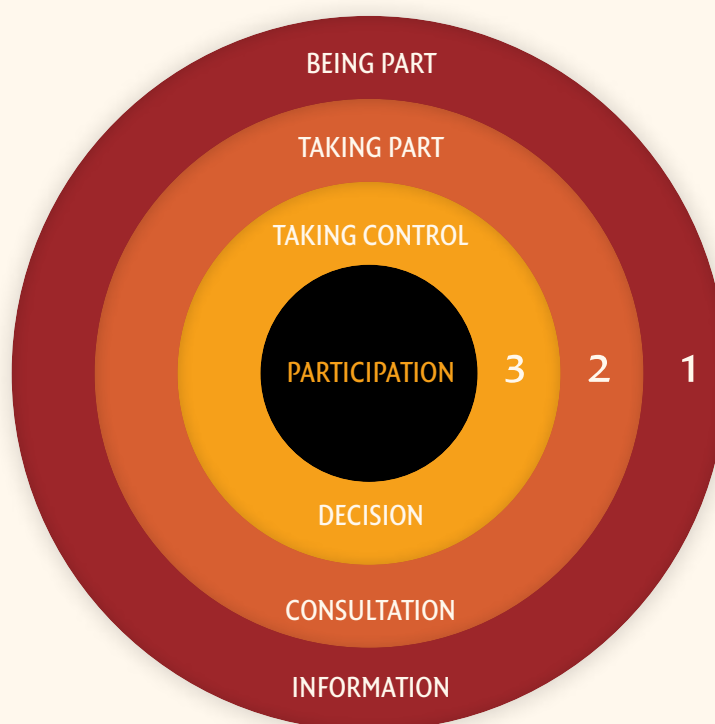 BEING PART
TAKING PART
TAKING CONTROL
PARTICIPATION 3 2 1
DECISION
CONSULTATION
INFORMATION